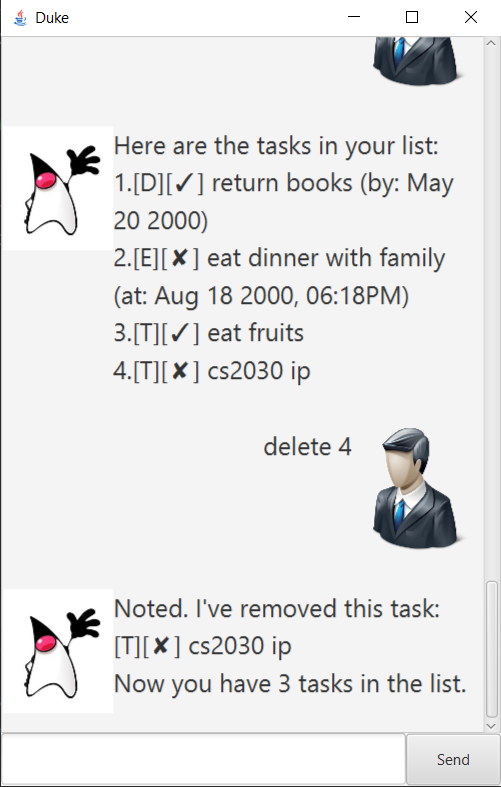 Duke
Here are the tasks in your list:
1.[D][✓] return books (by: May
20 2000)
2.[E][✘] eat dinner with family
(at: Aug 18 2000, 06:18PM)
3.[T][✓] eat fruits
4.[T][✘] cs2030 ip
delete 4
Noted. I've removed this task:
[T][✘] cs2030 ip
Now you have 3 tasks in the list.
Send